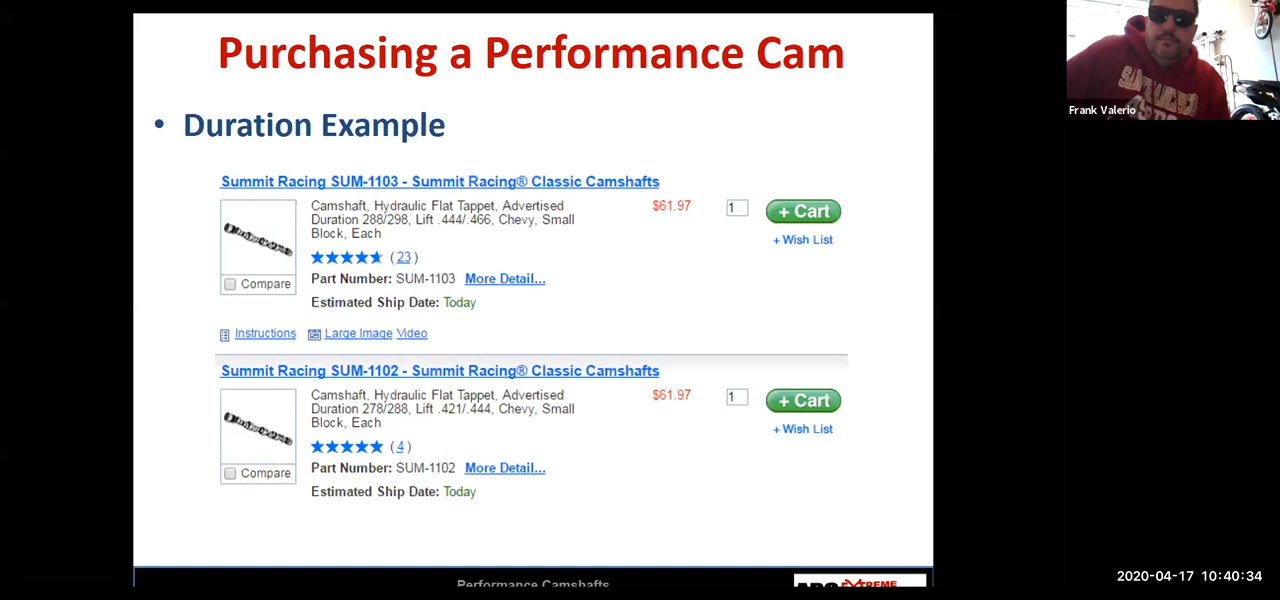 Purchasing a Performance Cam
• Duration Example
Summit Racing SUM-1103 - Summit Racing® Classic Camshafts
Camshaft, Hydraulic Flat Tappet, Advertised
Duration 288/298, Lift .444/.466, Chevy, Small
Block, Each
$61.97
1
+ Cart
+ Wish List
(23)
Part Number: SUM-1103 More Detail...
Compare
Estimated Ship Date: Today
Instructions Large Image Video
Summit Racing SUM-1102 - Summit Racing® Classic Camshafts
Camshaft, Hydraulic Flat Tappet, Advertised
Duration 278/288, Lift .421/.444, Chevy, Small
Block, Each
$61.97
1
+ Cart
+ Wish List
(4)
Part Number: SUM-1102 More Detail...
Compare
Estimated Ship Date: Today
Performance Camshafts
EXTREME
Frank Valerio
2020-04-17 10:40:34